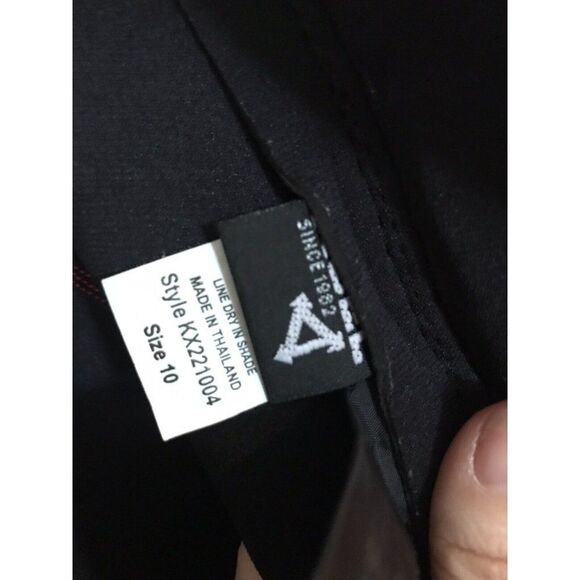 LINE DRY IN SHADE
MADE IN THAILAND
Style KX221004
Size 10
SINCE 1982